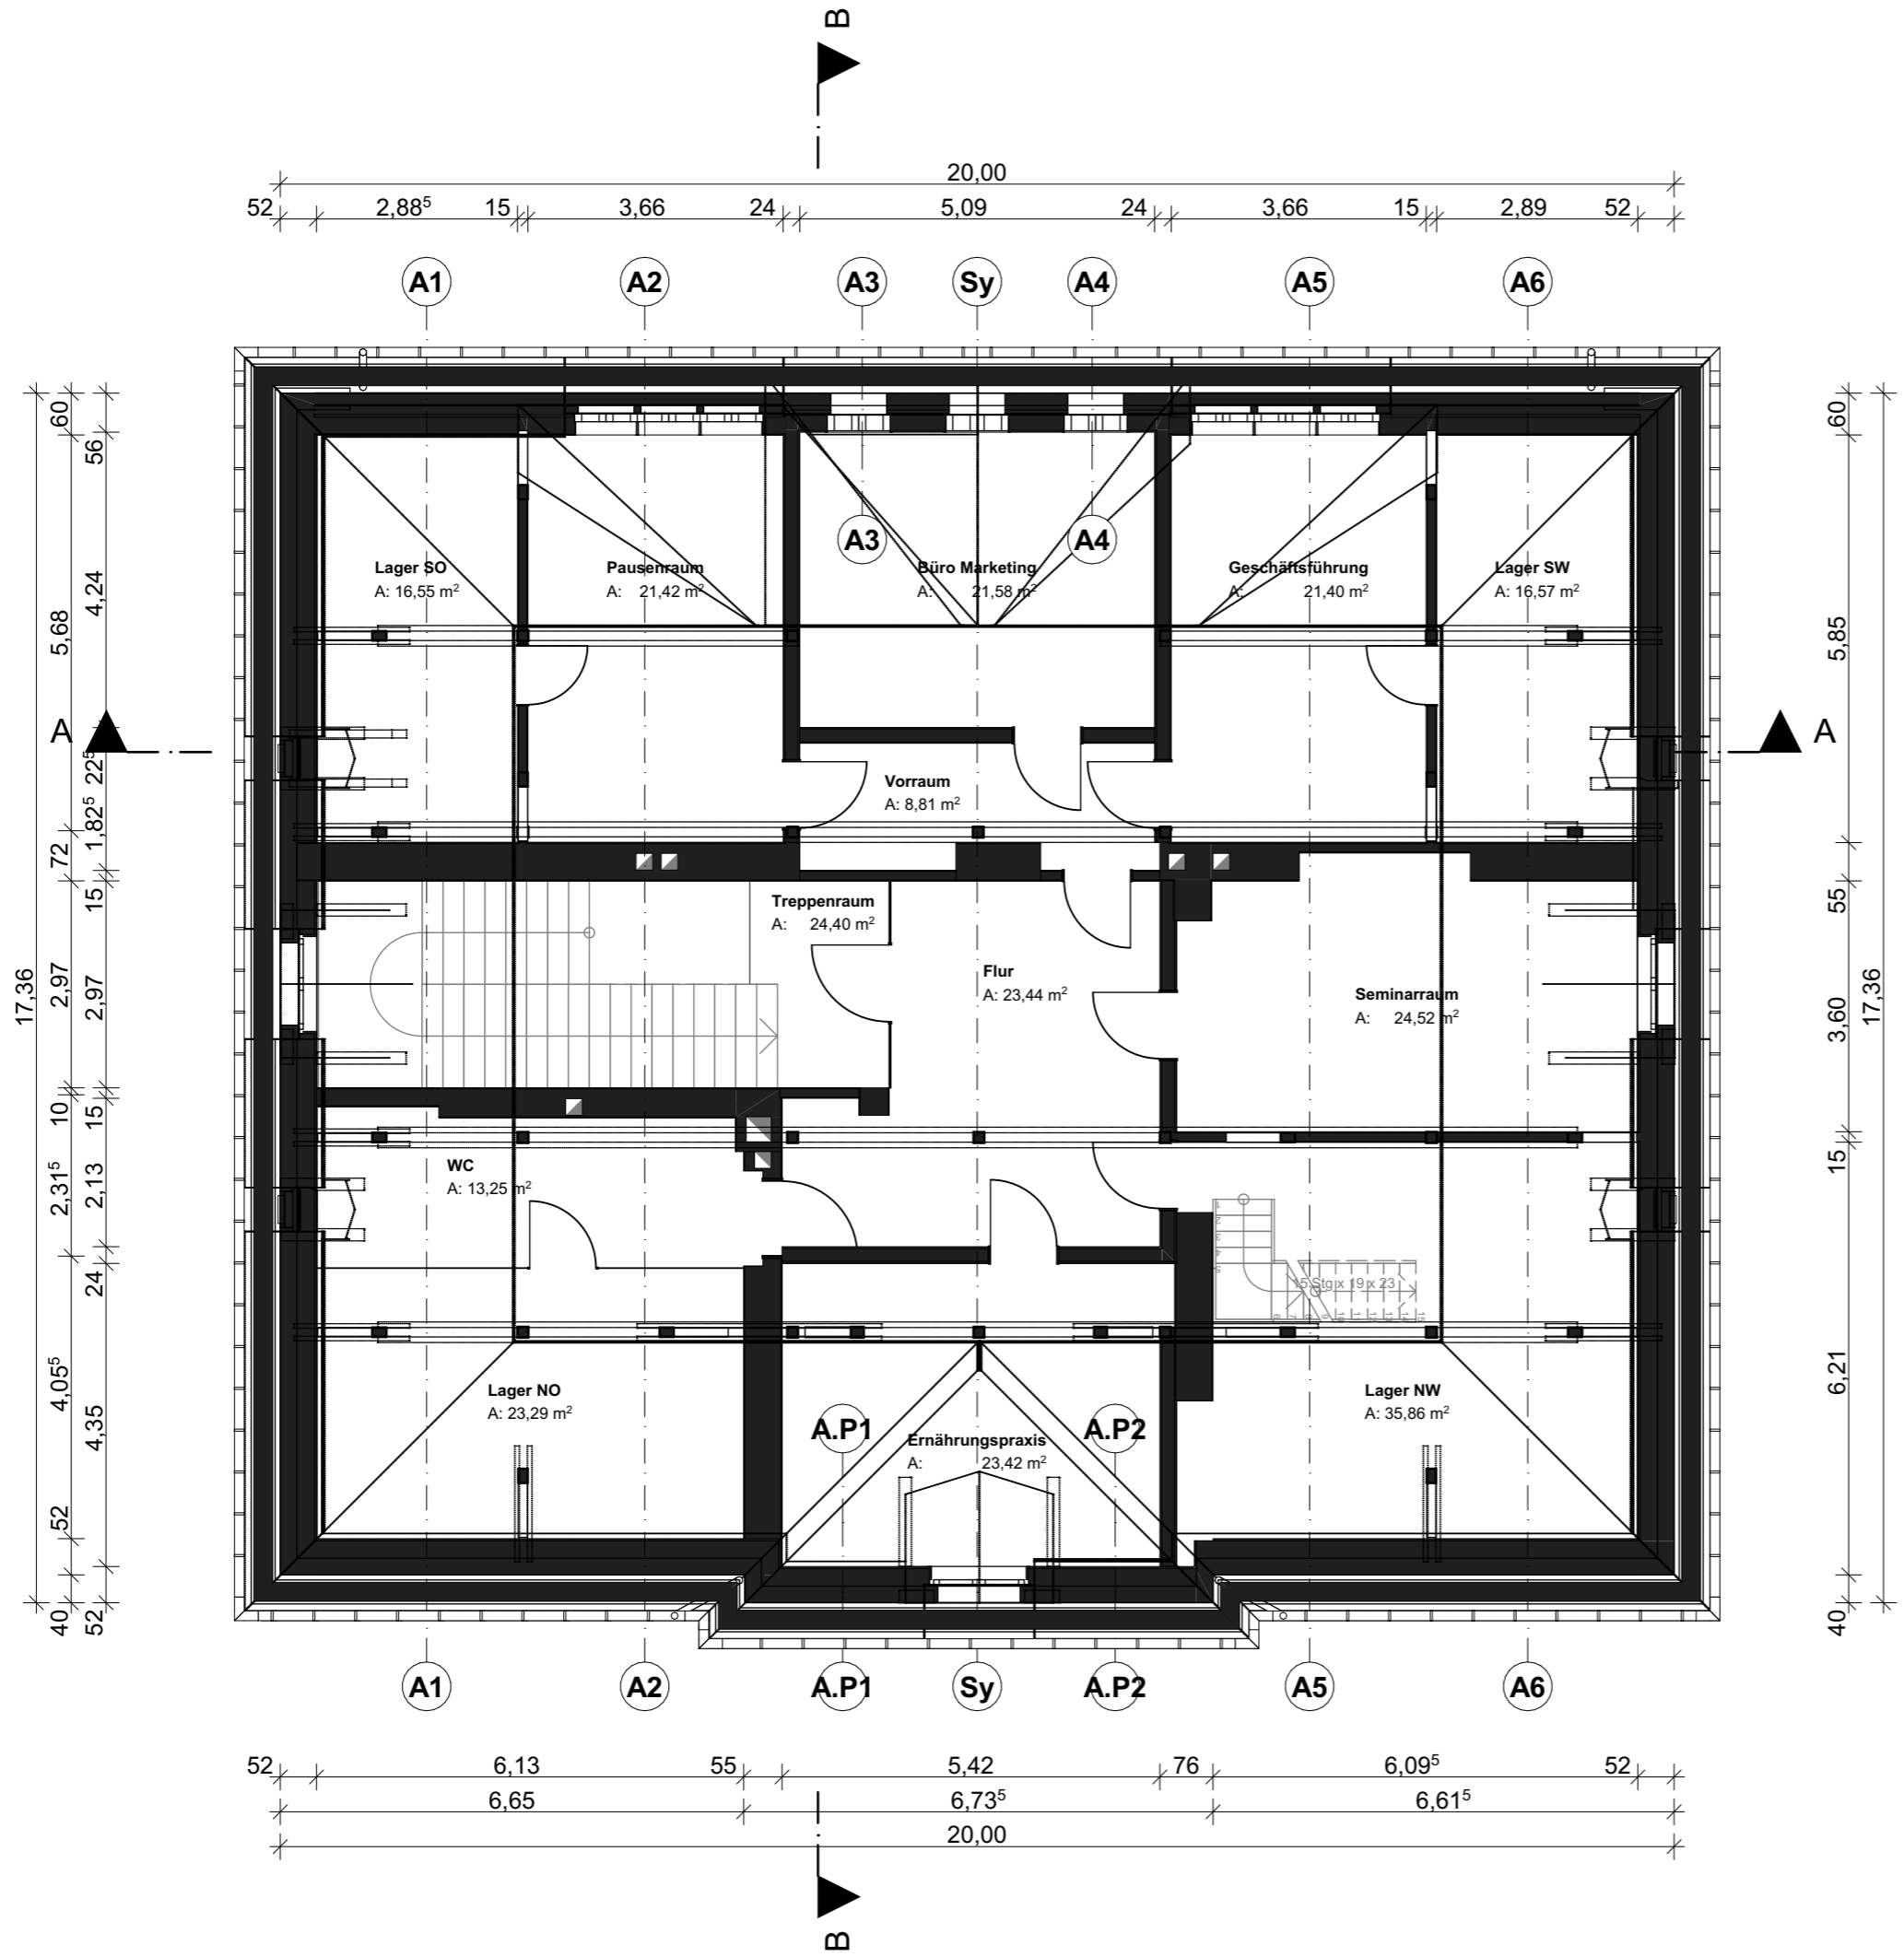 B
20,00
52 2,88⁵ 15 3,66 24 5,09 24 3,66 15 2,89 52
A1 A2 A3 Sy A4 A5 A6
A3 A4
Lager SO
A: 16,55 m²
Pausenraum
A: 21,42 m²
Büro Marketing
A: 21,58 m²
Geschäftsführung
A: 21,40 m²
Lager SW
A: 16,57 m²
A A
Vorraum
A: 8,81 m²
Treppenraum
A: 24,40 m²
Flur
A: 23,44 m²
Seminarraum
A: 24,52 m²
WC
A: 13,25 m²
15 Stg x 19 x 23
Lager NO
A: 23,29 m²
A.P1 A.P2
Ernährungspraxis
A: 23,42 m²
Lager NW
A: 35,86 m²
17,36
60 5,68 72 2,97 10 2,31⁵ 4,05⁵ 52 40
56 4,24 22⁵ 1,82⁵ 15 2,97 15 2,13 24 4,35 52
60 5,85 55 3,60 15 6,21 40
17,36
A1 A2 A.P1 Sy A.P2 A5 A6
52 6,13 55 5,42 76 6,09⁵ 52
6,65 6,73⁵ 6,61⁵
20,00
B